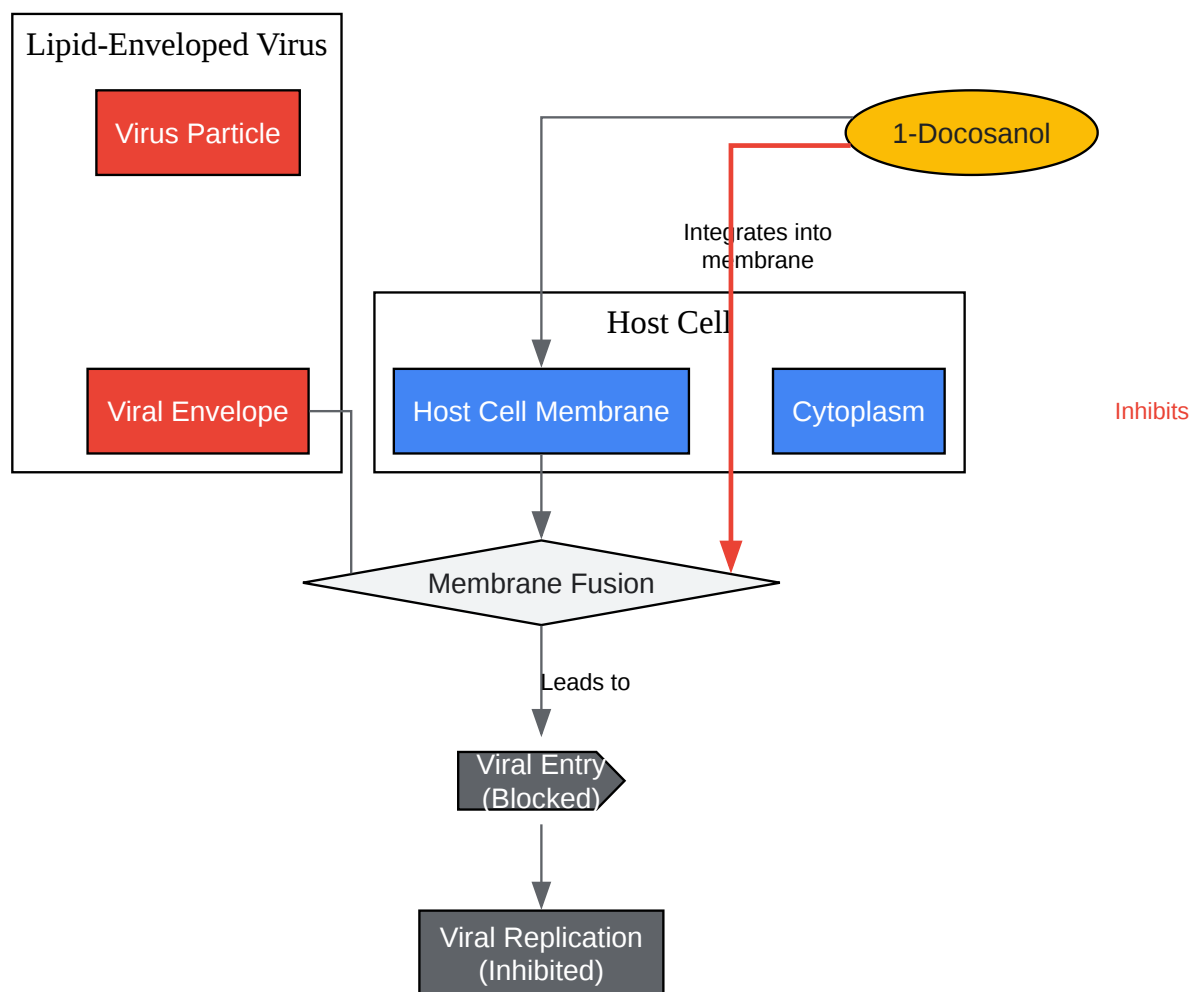 Lipid-Enveloped Virus
Virus Particle
1-Docosanol
Integrates into
membrane
Host Cell
Viral Envelope
Host Cell Membrane
Cytoplasm
Inhibits
Membrane Fusion
Leads to
Viral Entry
(Blocked)
Viral Replication
(Inhibited)